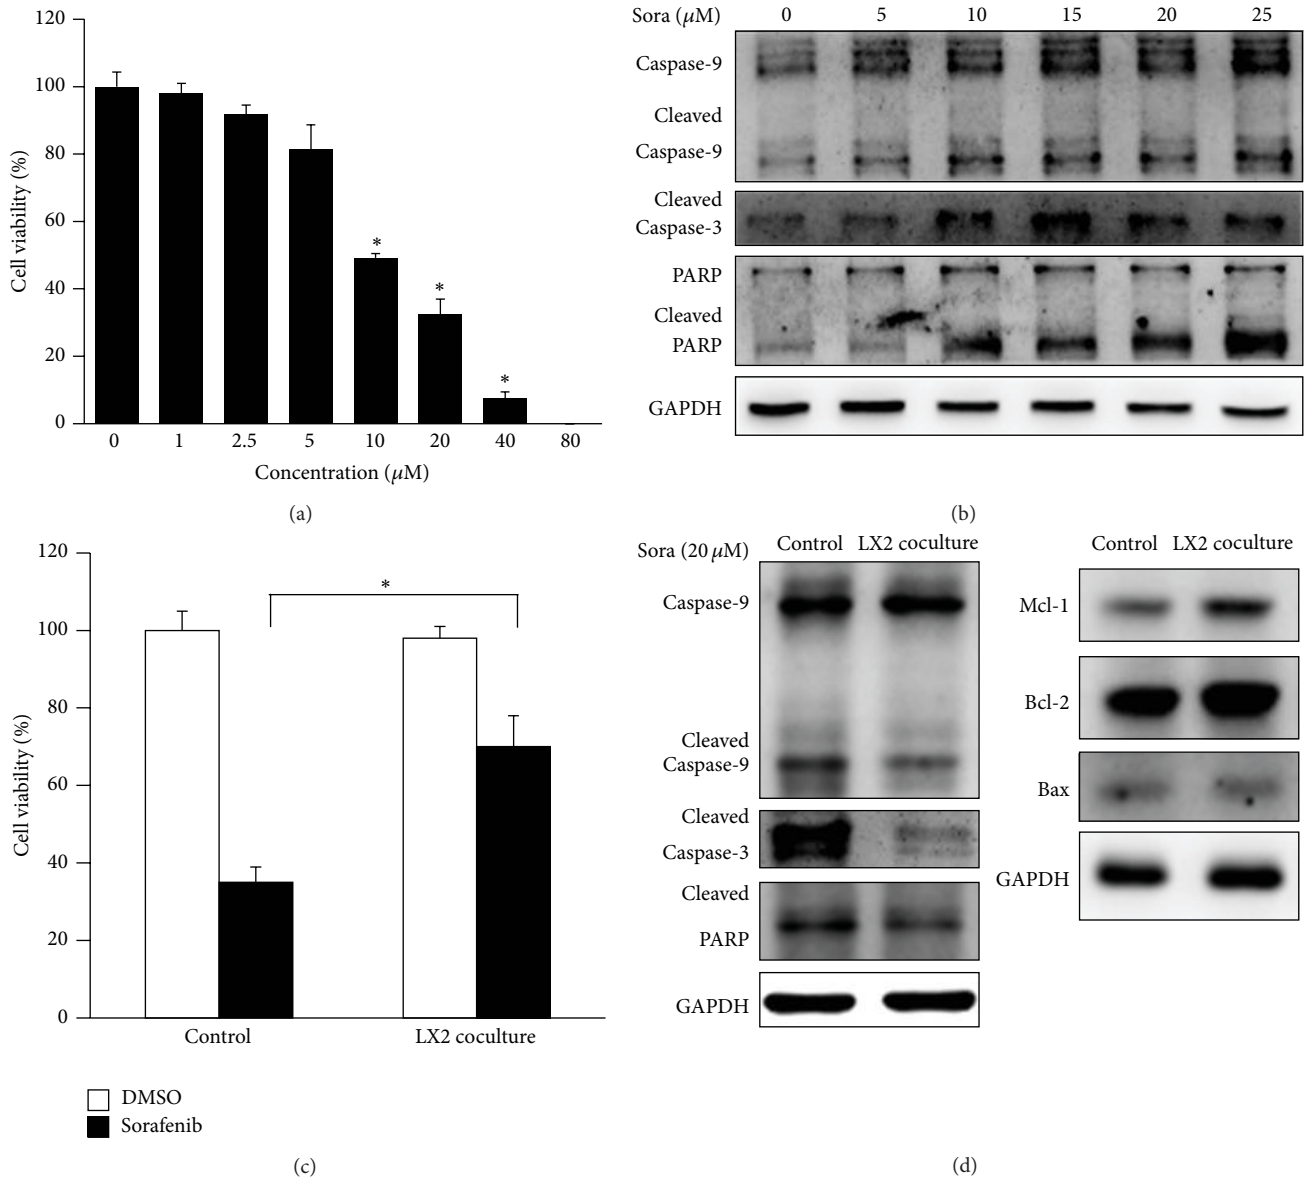 120
100
80
60
40
20
0
Cell viability (%)
*
*
*
0 1 2.5 5 10 20 40 80
Concentration (μM)
(a)
Sora (μM) 0 5 10 15 20 25
Caspase-9
Cleaved
Caspase-9
Cleaved
Caspase-3
PARP
Cleaved
PARP
GAPDH
(b)
120
100
80
60
40
20
0
Cell viability (%)
*
Control LX2 coculture
DMSO
Sorafenib
(c)
Sora (20 μM) Control LX2 coculture
Caspase-9
Cleaved
Caspase-9
Cleaved
Caspase-3
Cleaved
PARP
GAPDH
Control LX2 coculture
Mcl-1
Bcl-2
Bax
GAPDH
(d)